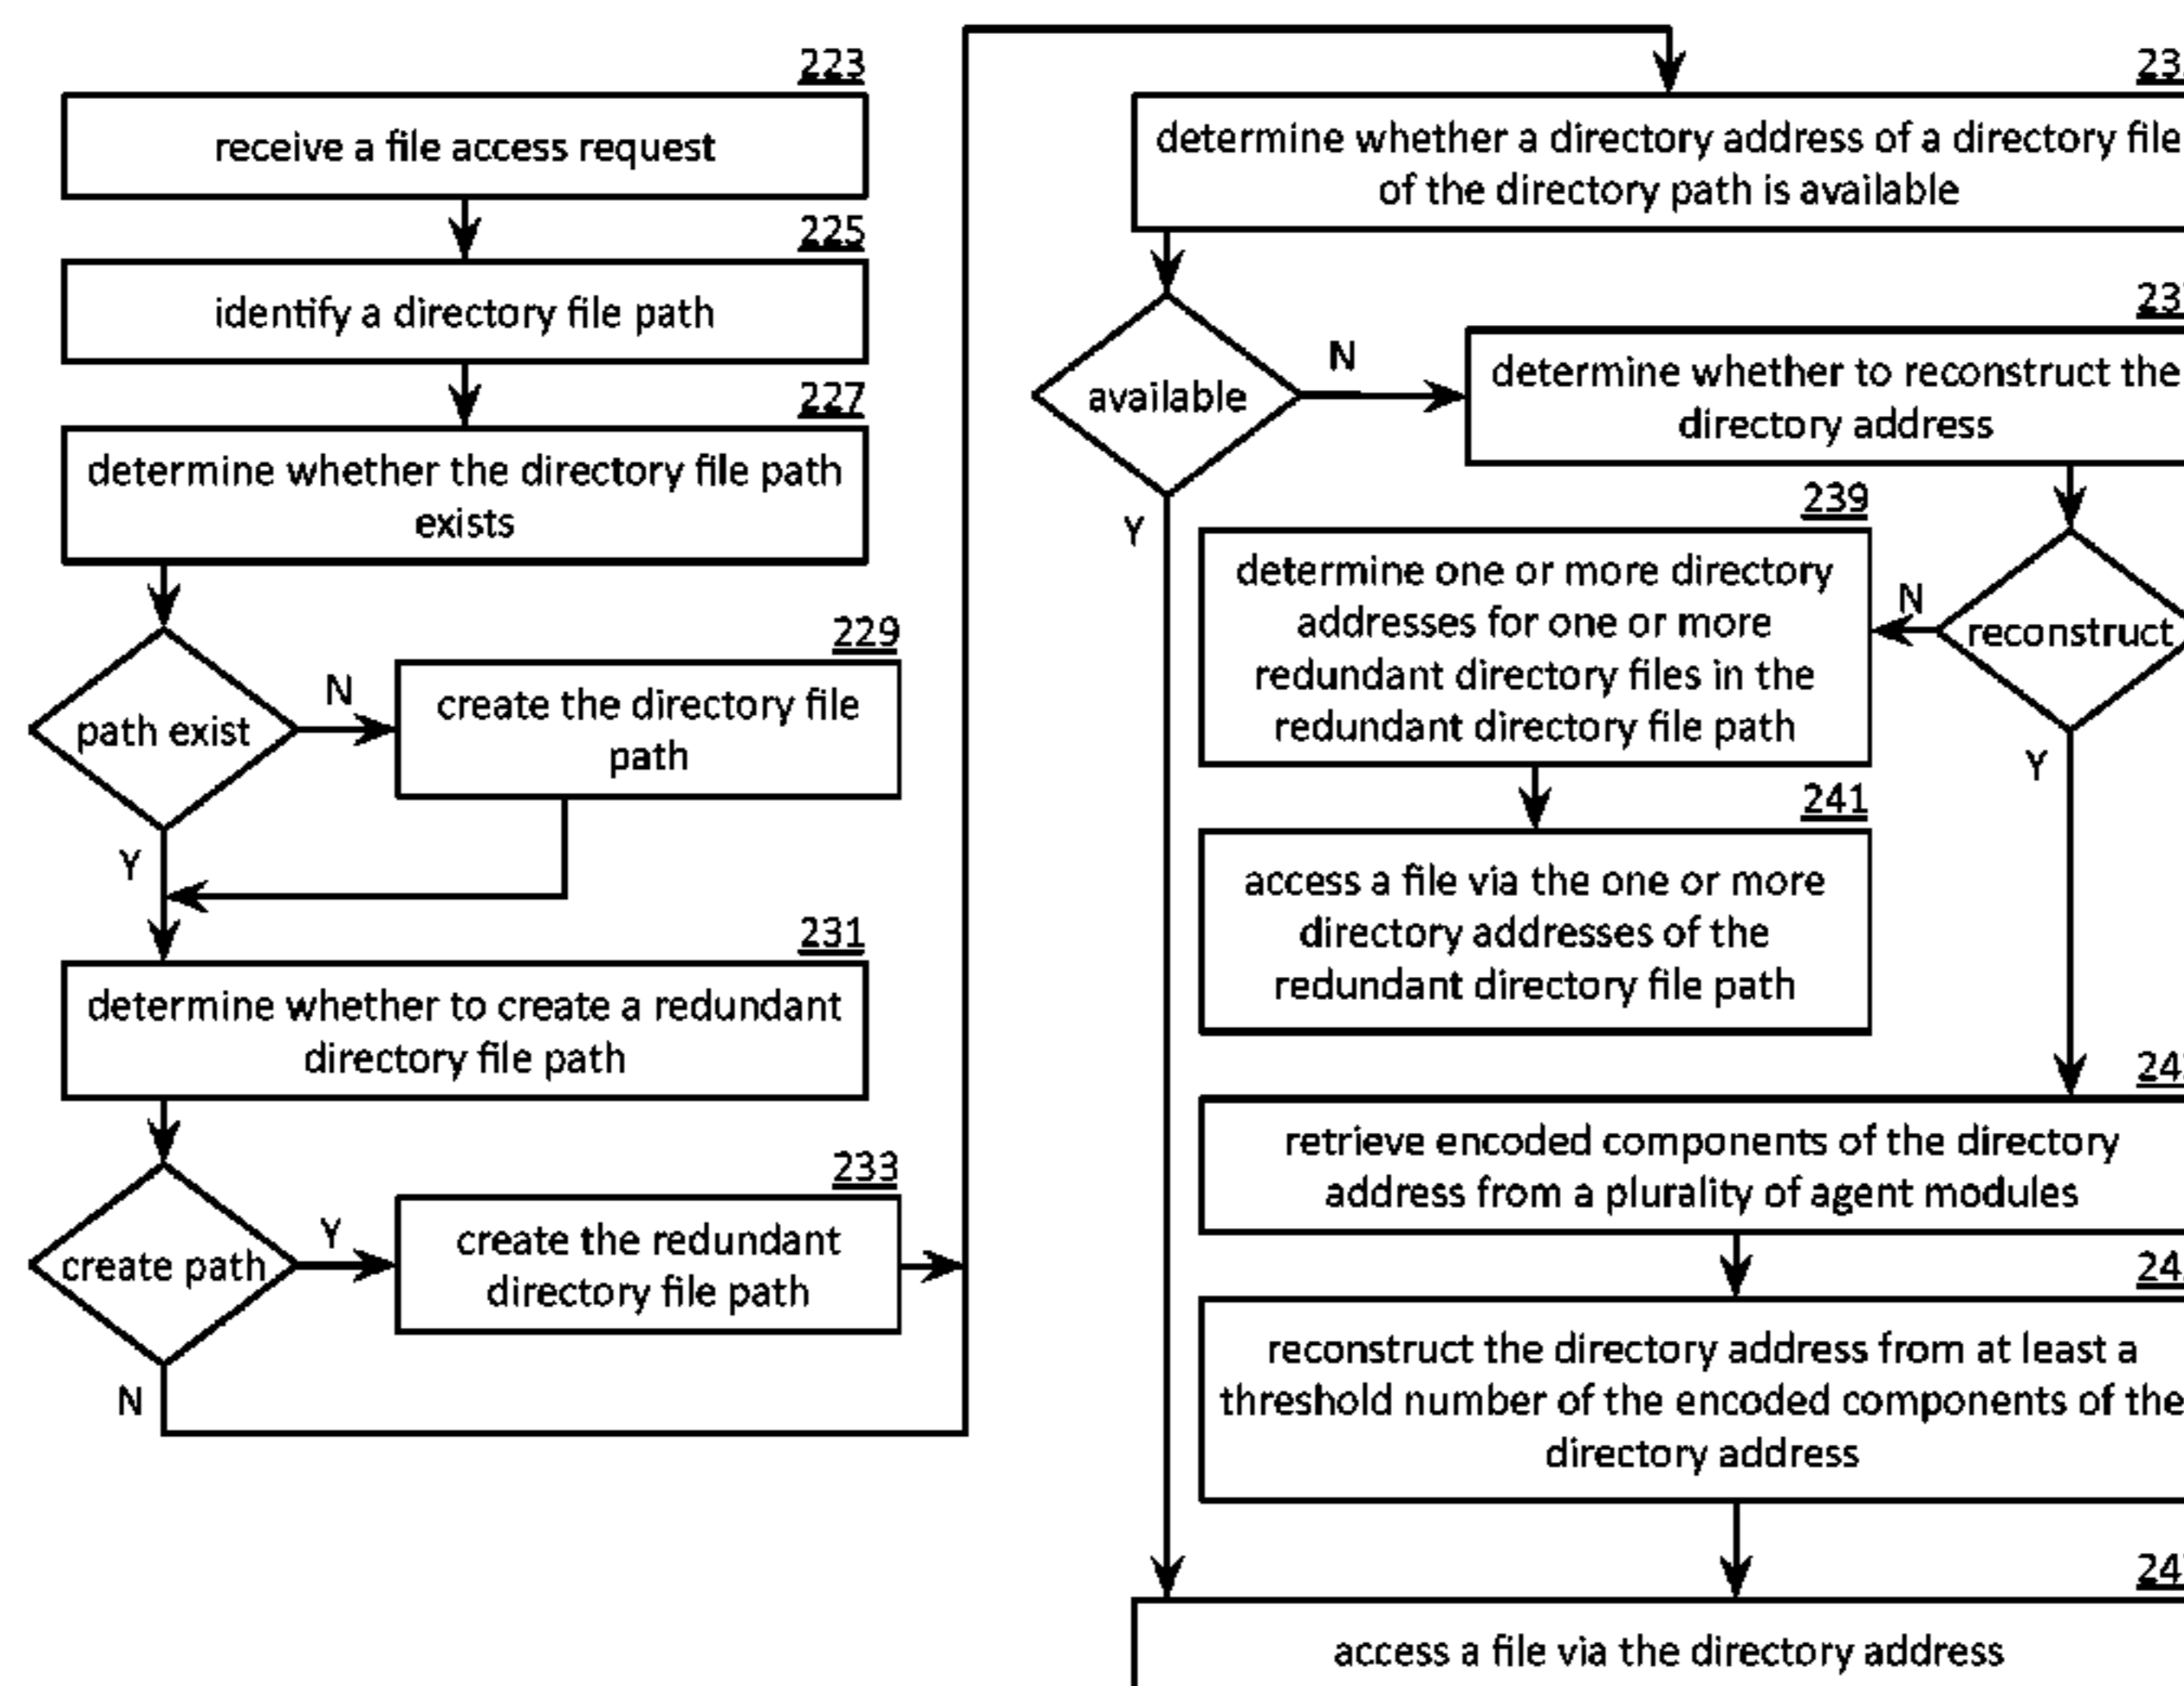 223
receive a file access request
225
identify a directory file path
227
determine whether the directory file path
exists
path exist
N
Y
229
create the directory file
path
231
determine whether to create a redundant
directory file path
create path
Y
N
233
create the redundant
directory file path
determine whether a directory address of a directory file
of the directory path is available
available
N
Y
determine whether to reconstruct the
directory address
reconstruct
N
Y
239
determine one or more directory
addresses for one or more
redundant directory files in the
redundant directory file path
241
access a file via the one or more
directory addresses of the
redundant directory file path
retrieve encoded components of the directory
address from a plurality of agent modules
reconstruct the directory address from at least a
threshold number of the encoded components of the
directory address
access a file via the directory address